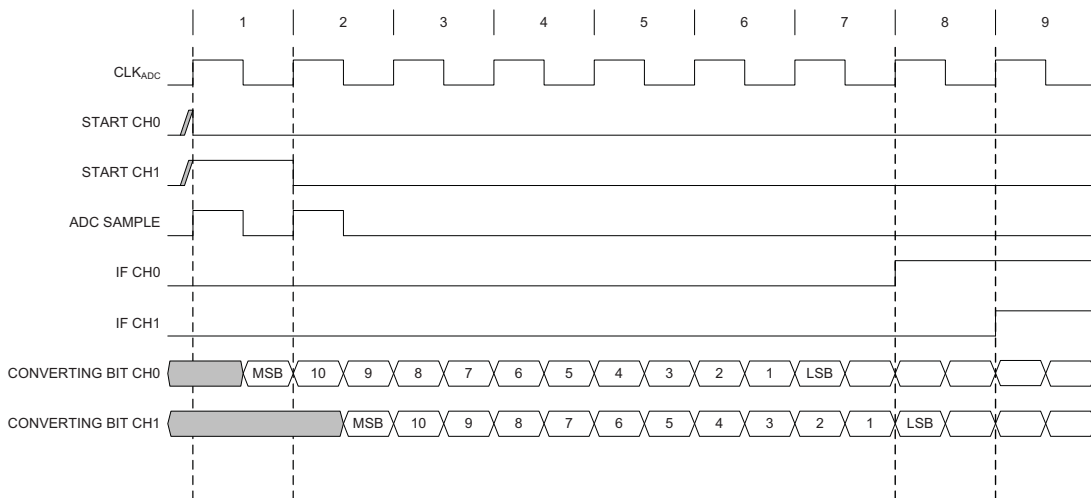 1 2 3 4 5 6 7 8 9
CLKADC
START CH0
START CH1
ADC SAMPLE
IF CH0
IF CH1
CONVERTING BIT CH0 MSB 10 9 8 7 6 5 4 3 2 1 LSB
CONVERTING BIT CH1 MSB 10 9 8 7 6 5 4 3 2 1 LSB